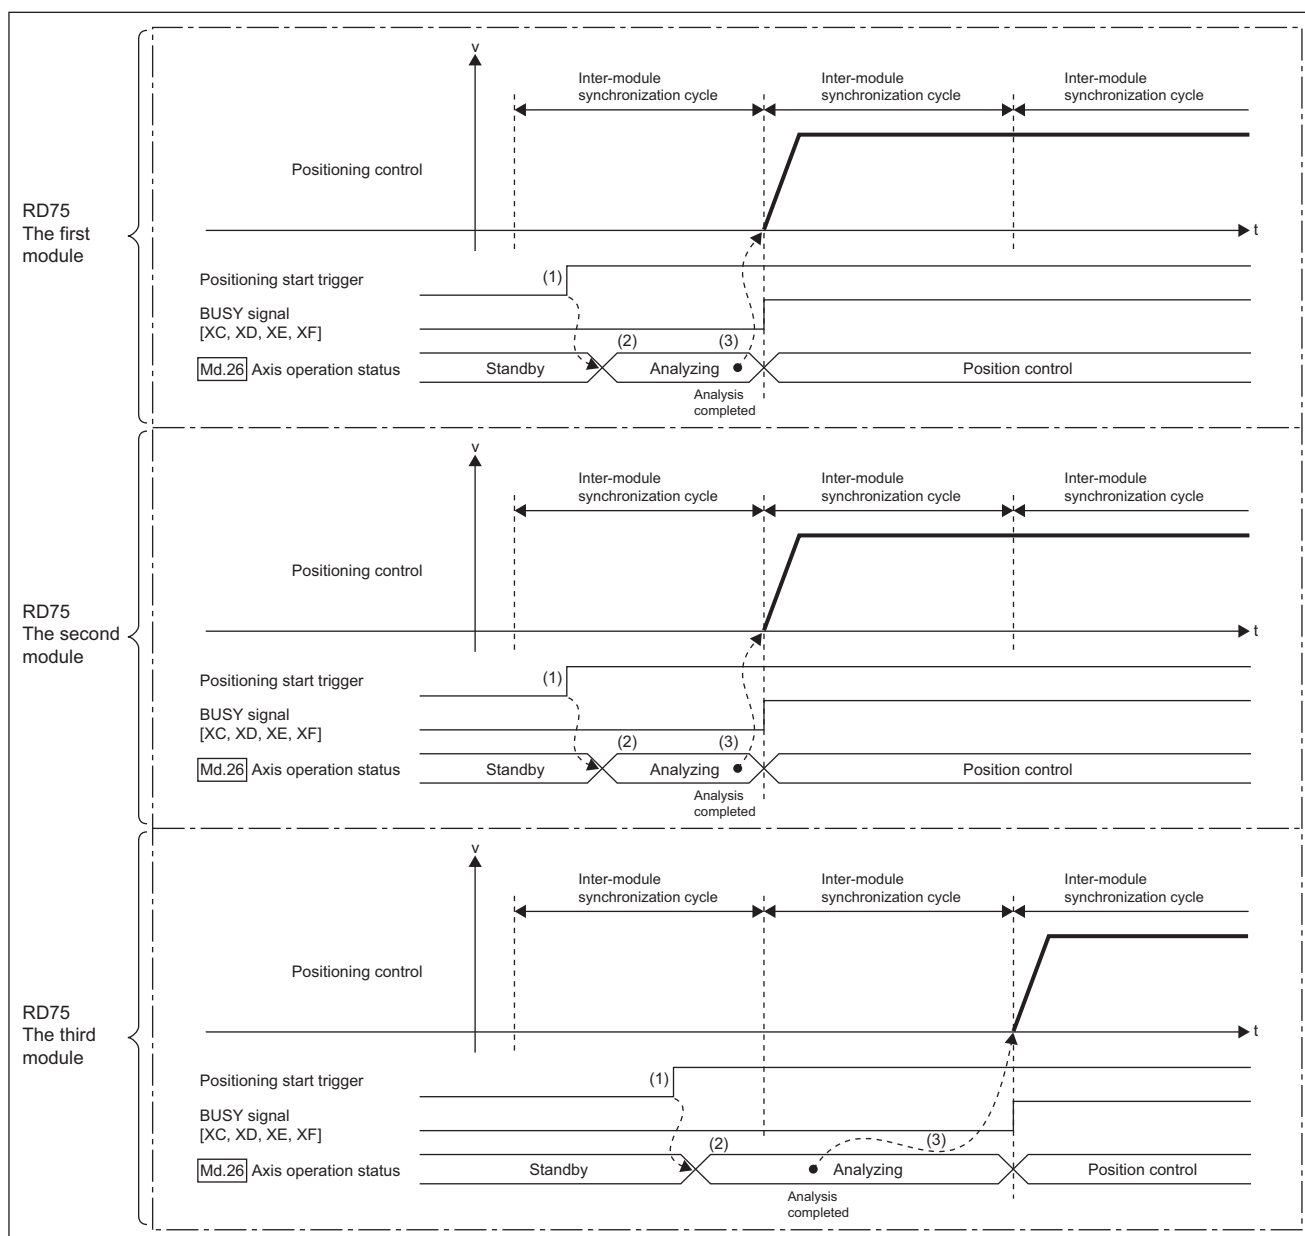 RD75
The first
module
v
Inter-module
synchronization cycle
Inter-module
synchronization cycle
Inter-module
synchronization cycle
Positioning control
t
Positioning start trigger
(1)
BUSY signal
[XC, XD, XE, XF]
(2)
(3)
Md.26 Axis operation status
Standby
Analyzing
Position control
Analysis
completed
RD75
The second
module
v
Inter-module
synchronization cycle
Inter-module
synchronization cycle
Inter-module
synchronization cycle
Positioning control
t
Positioning start trigger
(1)
BUSY signal
[XC, XD, XE, XF]
(2)
(3)
Md.26 Axis operation status
Standby
Analyzing
Position control
Analysis
completed
RD75
The third
module
v
Inter-module
synchronization cycle
Inter-module
synchronization cycle
Inter-module
synchronization cycle
Positioning control
t
Positioning start trigger
(1)
BUSY signal
[XC, XD, XE, XF]
(2)
(3)
Md.26 Axis operation status
Standby
Analyzing
Position control
Analysis
completed